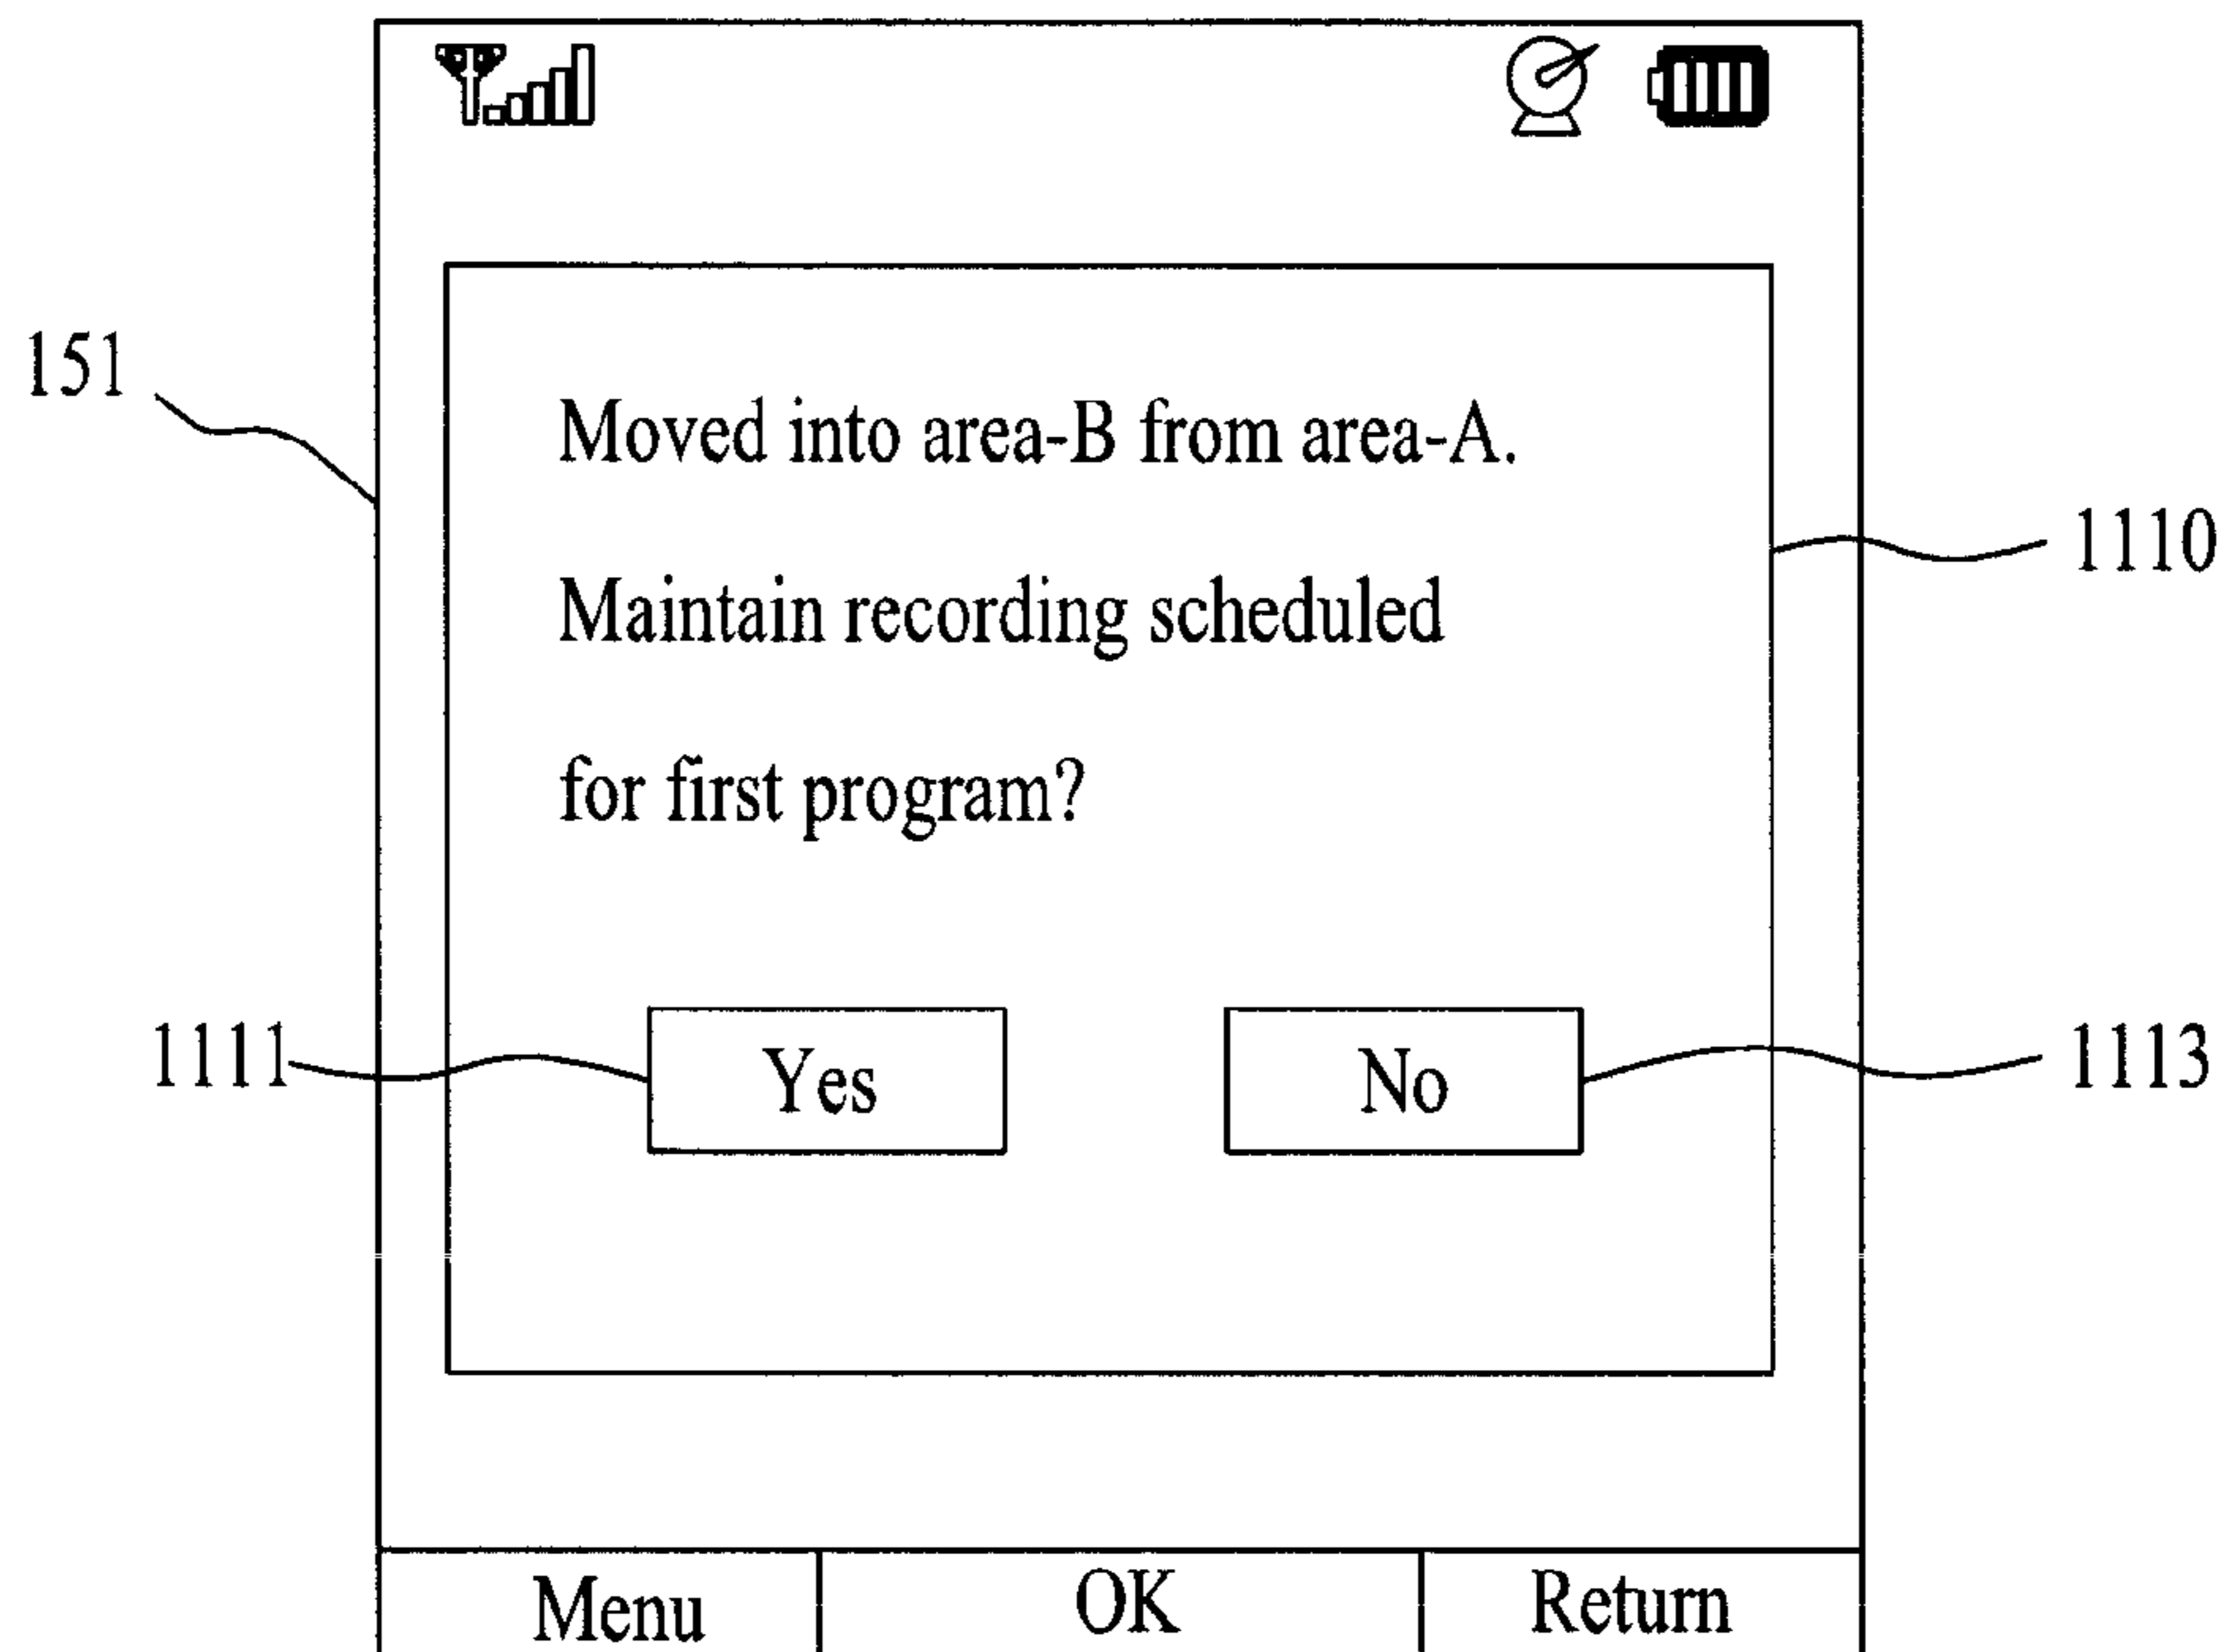 151
Moved into area-B from area-A.
1110
Maintain recording scheduled
for first program?
1111
Yes
No
1113
Menu
OK
Return